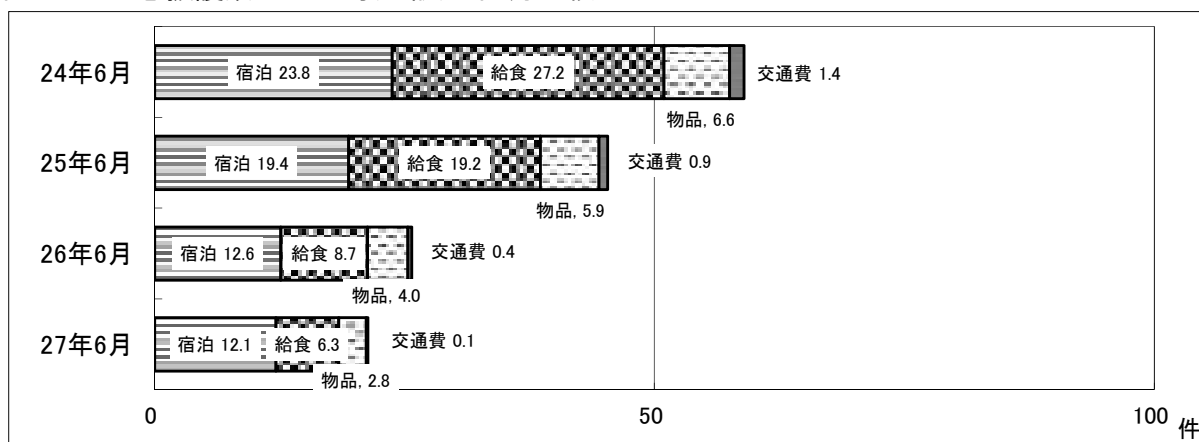 24年6月
宿泊 23.8
給食 27.2
交通費 1.4
物品, 6.6
25年6月
宿泊 19.4
給食 19.2
交通費 0.9
物品, 5.9
26年6月
宿泊 12.6
給食 8.7
交通費 0.4
物品, 4.0
27年6月
宿泊 12.1
給食 6.3
交通費 0.1
物品, 2.8
0
50
100
件